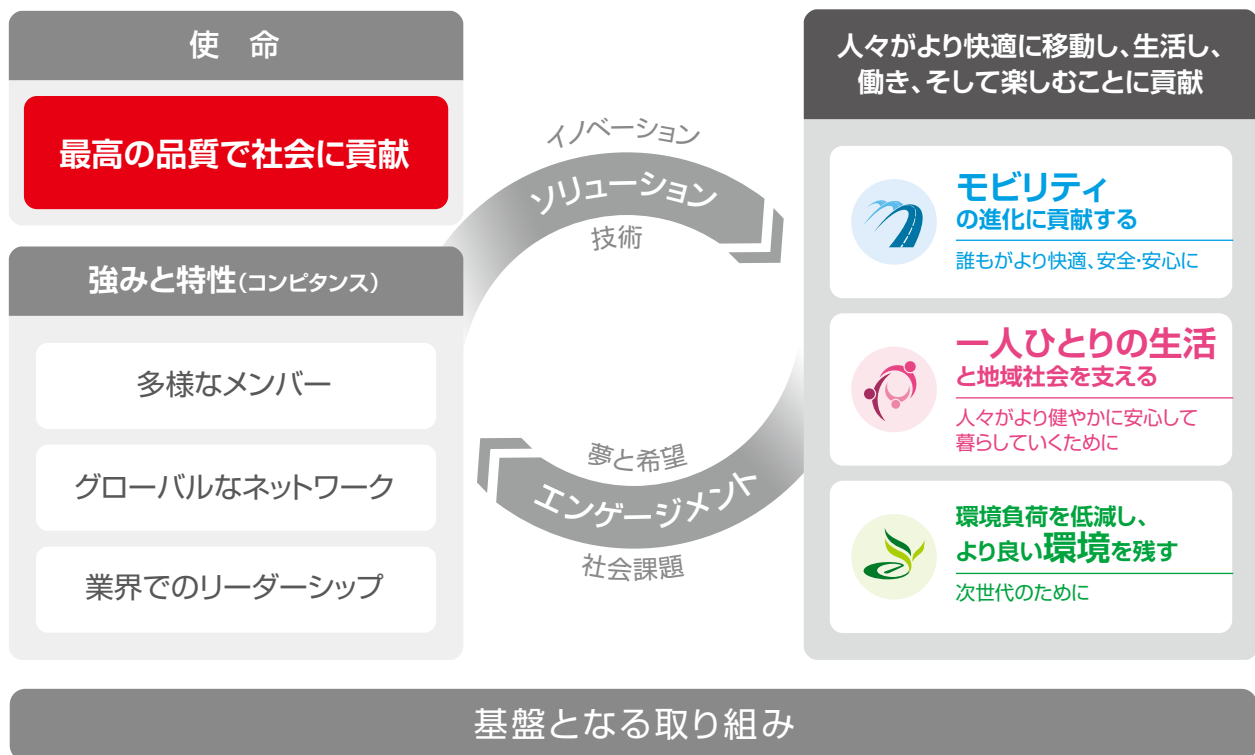 使 命
最高の品質で社会に貢献
強みと特性(コンピタンス)
多様なメンバー
グローバルなネットワーク
業界でのリーダーシップ
イノベーション
ソリューション
技術
夢と希望
エンゲージメント
社会課題
人々がより快適に移動し、生活し、
働き、そして楽しむことに貢献
モビリティ
の進化に貢献する
誰もがより快適、安全・安心に
一人ひとりの生活
と地域社会を支える
人々がより健やかに安心して
暮らしていくために
環境負荷を低減し、
より良い環境を残す
次世代のために
基盤となる取り組み